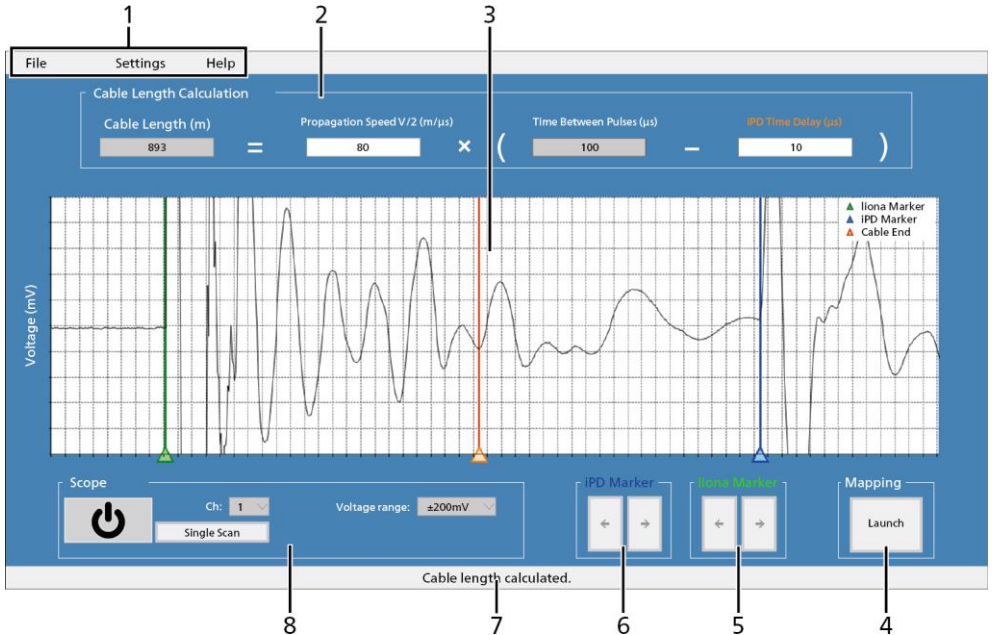 1 2 3
File Settings Help
Cable Length Calculation
Cable Length (m) Propagation Speed V/2 (m/µs) Time Between Pulses (µs) iPD Time Delay (µs)
893 = 80 × ( 100 − 10 )
liona Marker
iPD Marker
Cable End
Voltage (mV)
Scope iPD Marker liona Marker Mapping
Ch: 1 Voltage range: ±200mV
← → ← → Launch
Single Scan
Cable length calculated.
8 7 6 5 4